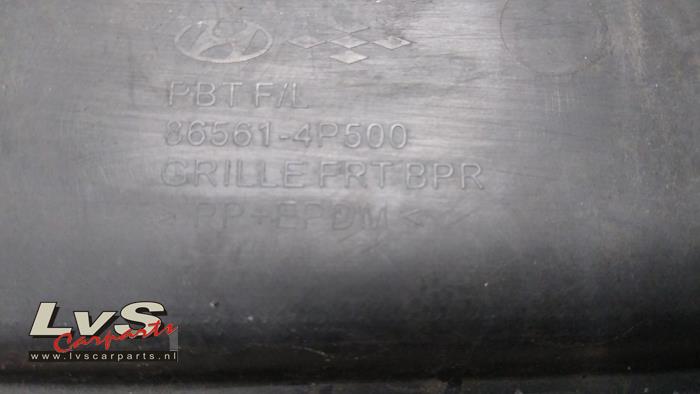 PBT F/L
86561-4P500
GRILLE FRT BPR
> PP+EPDM <
LvS
Carparts
www.lvscarparts.nl